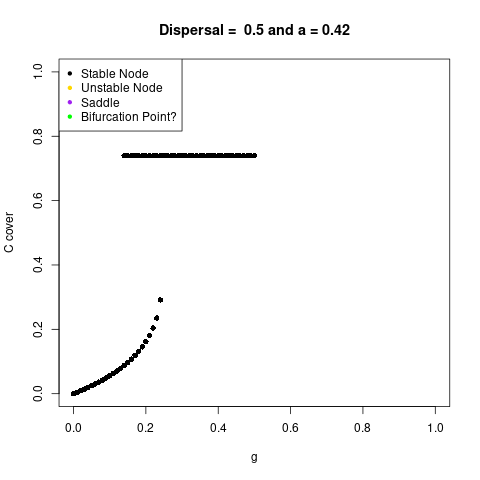 Dispersal =  0.5 and a = 0.42
Stable Node
Unstable Node
Saddle
Bifurcation Point?
C cover
1.0
0.8
0.6
0.4
0.2
0.0
0.0 0.2 0.4 0.6 0.8 1.0
g